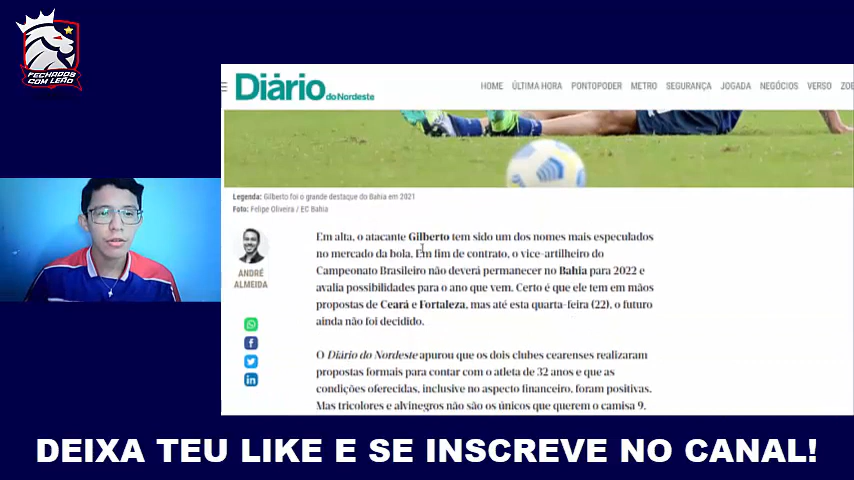 FECHADOS
COM LEÃO
Diário do Nordeste
HOME ÚLTIMA HORA PONTOPODER METRO SEGURANÇA JOGADA NEGÓCIOS VERSO ZOE
Legenda: Gilberto foi o grande destaque do Bahia em 2021
Foto: Felipe Oliveira / EC Bahia
ANDRÉ
ALMEIDA
Em alta, o atacante Gilberto tem sido um dos nomes mais especulados
no mercado da bola. Em fim de contrato, o vice-artilheiro do
Campeonato Brasileiro não deverá permanecer no Bahia para 2022 e
avalia possibilidades para o ano que vem. Certo é que ele tem em mãos
propostas de Ceará e Fortaleza, mas até esta quarta-feira (22), o futuro
ainda não foi decidido.
O Diário do Nordeste apurou que os dois clubes cearenses realizaram
propostas formais para contar com o atleta de 32 anos e que as
condições oferecidas, inclusive no aspecto financeiro, foram positivas.
Mas tricolores e alvinegros não são os únicos que querem o camisa 9.
DEIXA TEU LIKE E SE INSCREVE NO CANAL!